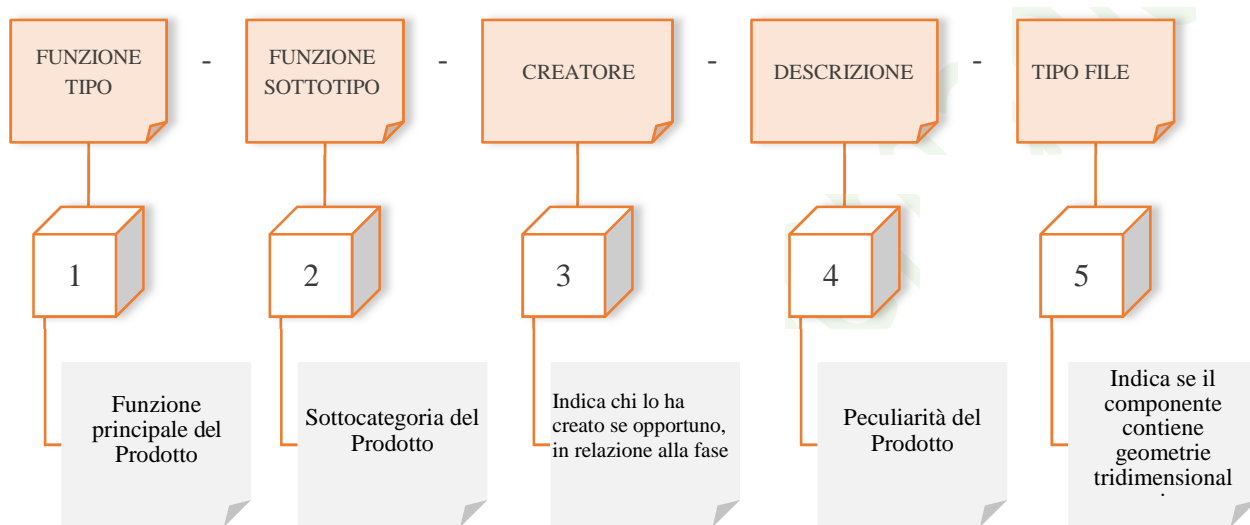 FUNZIONE
TIPO
-
FUNZIONE
SOTTOTIPO
-
CREATORE
-
DESCRIZIONE
-
TIPO FILE
1
2
3
4
5
Funzione
principale del
Prodotto
Sottocategoria del
Prodotto
Indica chi lo ha
creato se opportuno,
in relazione alla fase
Peculiarità del
Prodotto
Indica se il
componente
contiene
geometrie
tridimensional